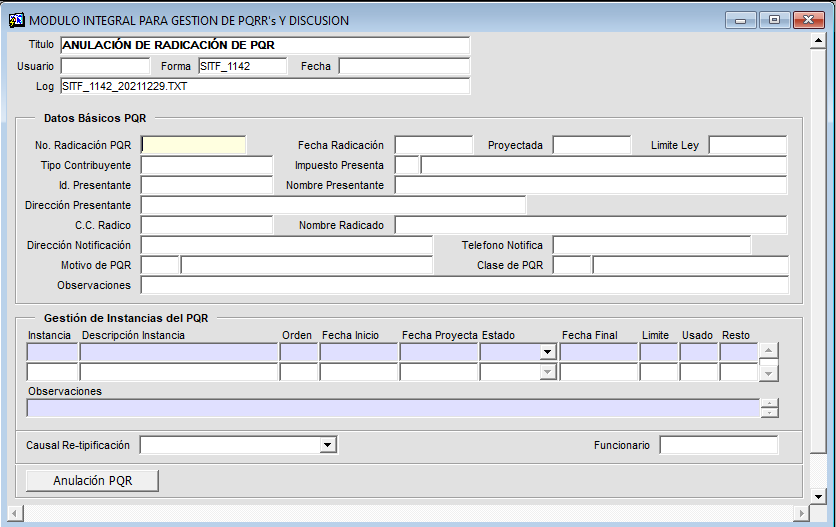 MODULO INTEGRAL PARA GESTION DE PQRR's Y DISCUSION
Titulo ANULACIÓN DE RADICACIÓN DE PQR
Usuario Forma SITF_1142 Fecha
Log SITF_1142_20211229.TXT
Datos Básicos PQR
No. Radicación PQR Fecha Radicación Proyectada Limite Ley
Tipo Contribuyente Impuesto Presenta
Id. Presentante Nombre Presentante
Dirección Presentante
C.C. Radico Nombre Radicado
Dirección Notificación Telefono Notifica
Motivo de PQR Clase de PQR
Observaciones
Gestión de Instancias del PQR
Instancia Descripción Instancia Orden Fecha Inicio Fecha Proyecta Estado Fecha Final Limite Usado Resto
Observaciones
Causal Re-tipificación Funcionario
Anulación PQR